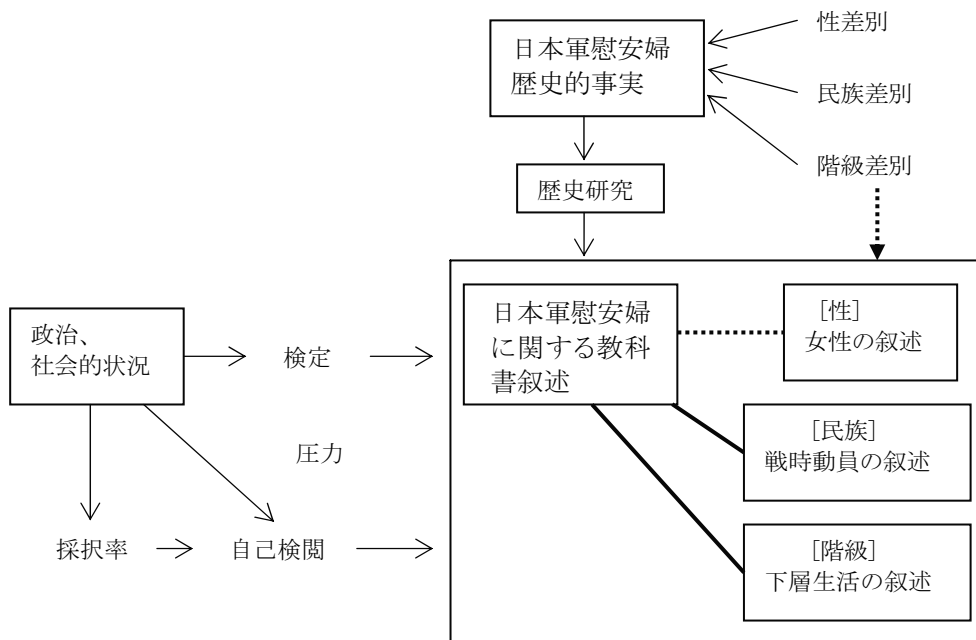 日本軍慰安婦
歴史的事実
性差別
民族差別
階級差別
歴史研究
政治、
社会的状況
検定
圧力
採択率
自己検閲
日本軍慰安婦
に関する教科
書叙述
［性］
女性の叙述
［民族］
戦時動員の叙述
［階級］
下層生活の叙述